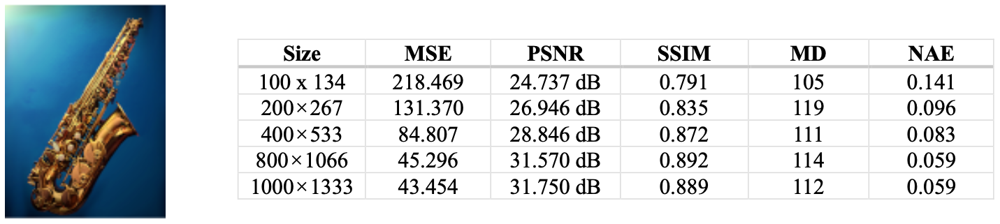 Size MSE PSNR SSIM MD NAE
100 x 134 218.469 24.737 dB 0.791 105 0.141
200×267 131.370 26.946 dB 0.835 119 0.096
400×533 84.807 28.846 dB 0.872 111 0.083
800×1066 45.296 31.570 dB 0.892 114 0.059
1000×1333 43.454 31.750 dB 0.889 112 0.059